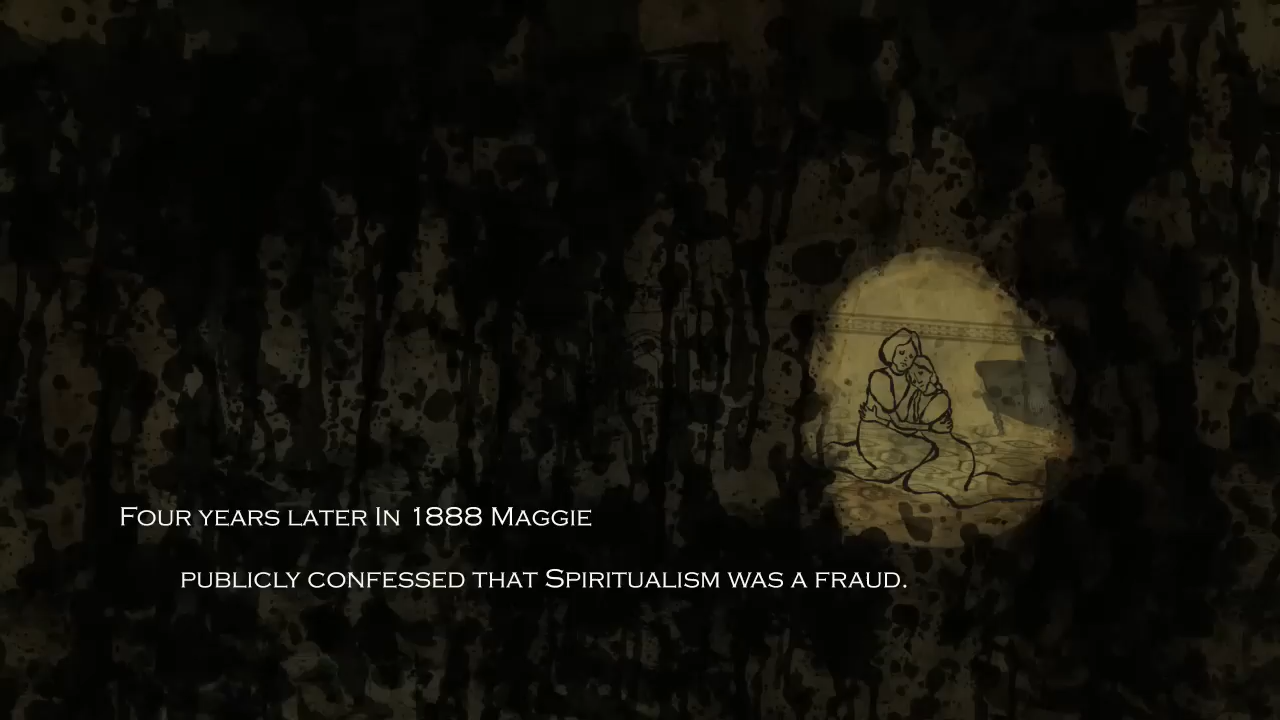 Four years later In 1888 Maggie
publicly confessed that Spiritualism was a fraud.